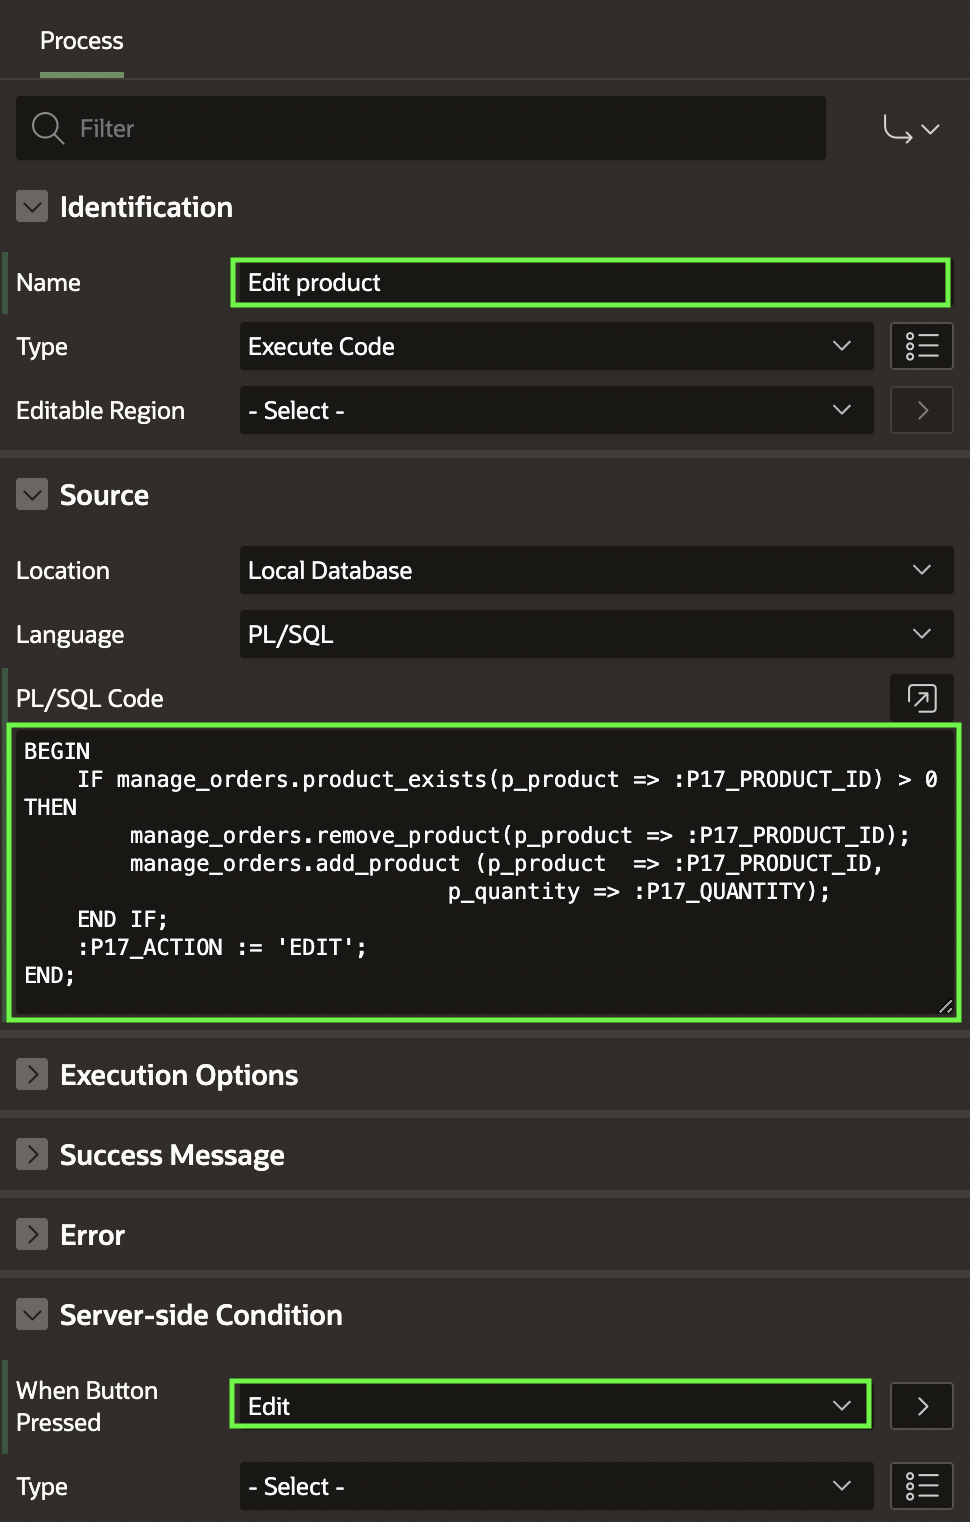 Process
Filter
Identification
Name Edit product
Type Execute Code
Editable Region - Select -
Source
Location Local Database
Language PL/SQL
PL/SQL Code
BEGIN
    IF manage_orders.product_exists(p_product => :P17_PRODUCT_ID) > 0
THEN
        manage_orders.remove_product(p_product => :P17_PRODUCT_ID);
        manage_orders.add_product (p_product  => :P17_PRODUCT_ID,
                                p_quantity => :P17_QUANTITY);
    END IF;
    :P17_ACTION := 'EDIT';
END;
Execution Options
Success Message
Error
Server-side Condition
When Button
Pressed
Edit
Type - Select -